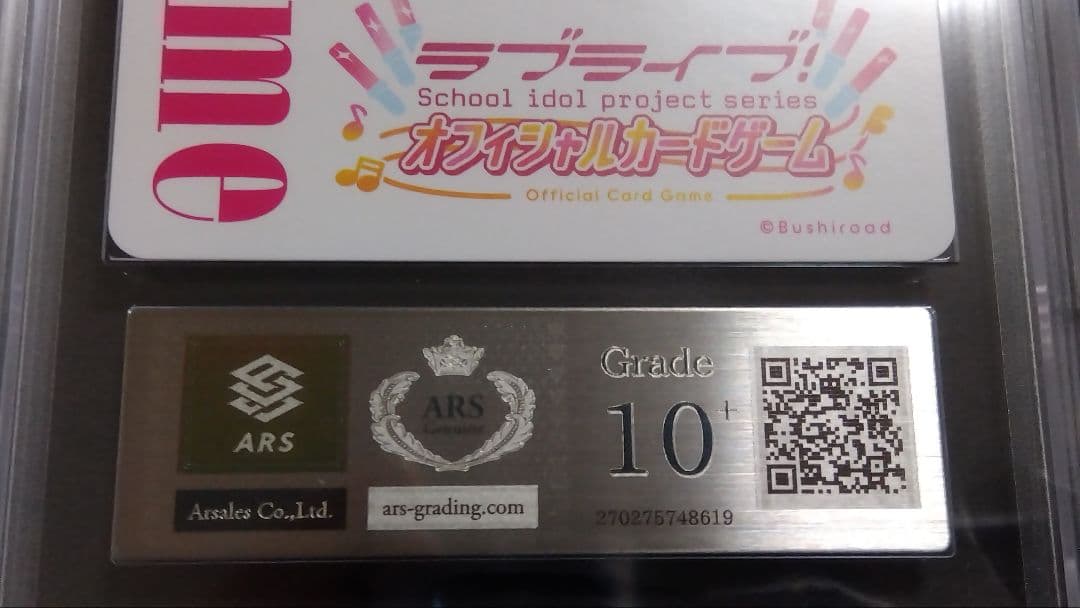 me
ラブライブ!
School idol project series
オフィシャルカードゲーム
Official Card Game
©Bushiroad
ARS
Arsales Co.,Ltd.
ARS
Genuine
ars-grading.com
Grade
10+
270275748619